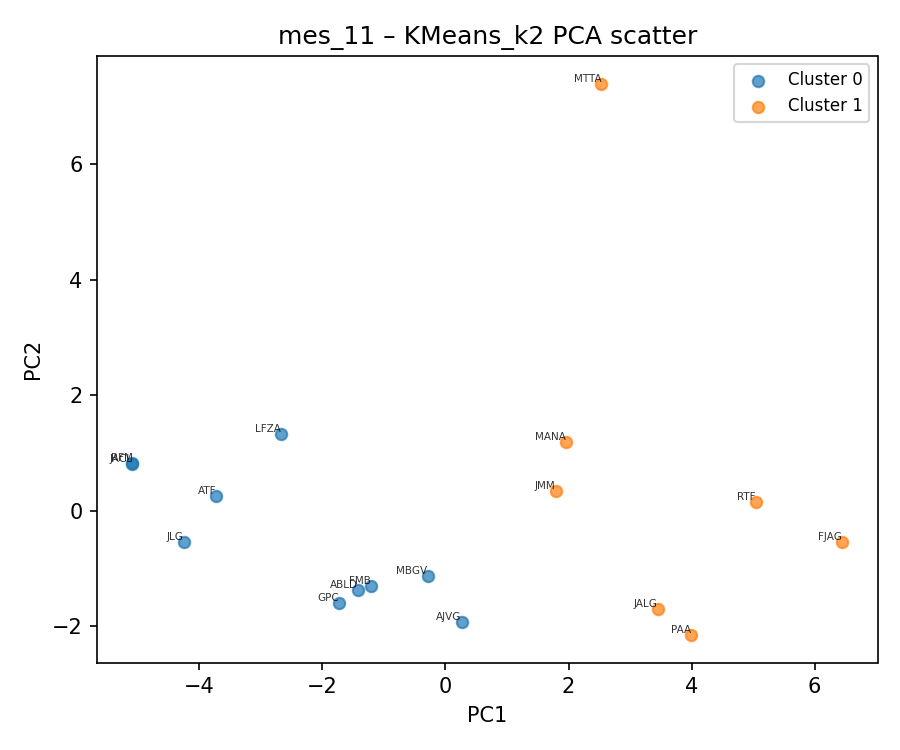 mes_11 – KMeans_k2 PCA scatter
MTTA
Cluster 0
Cluster 1
PC2
6
4
2
0
−2
LFZA
MANA
JMM
ATF
RTF
JLG
FJAG
MBGV
FMB
ABLD
GPC
JALG
AJVG
PAA
−4
−2
0
2
4
6
PC1